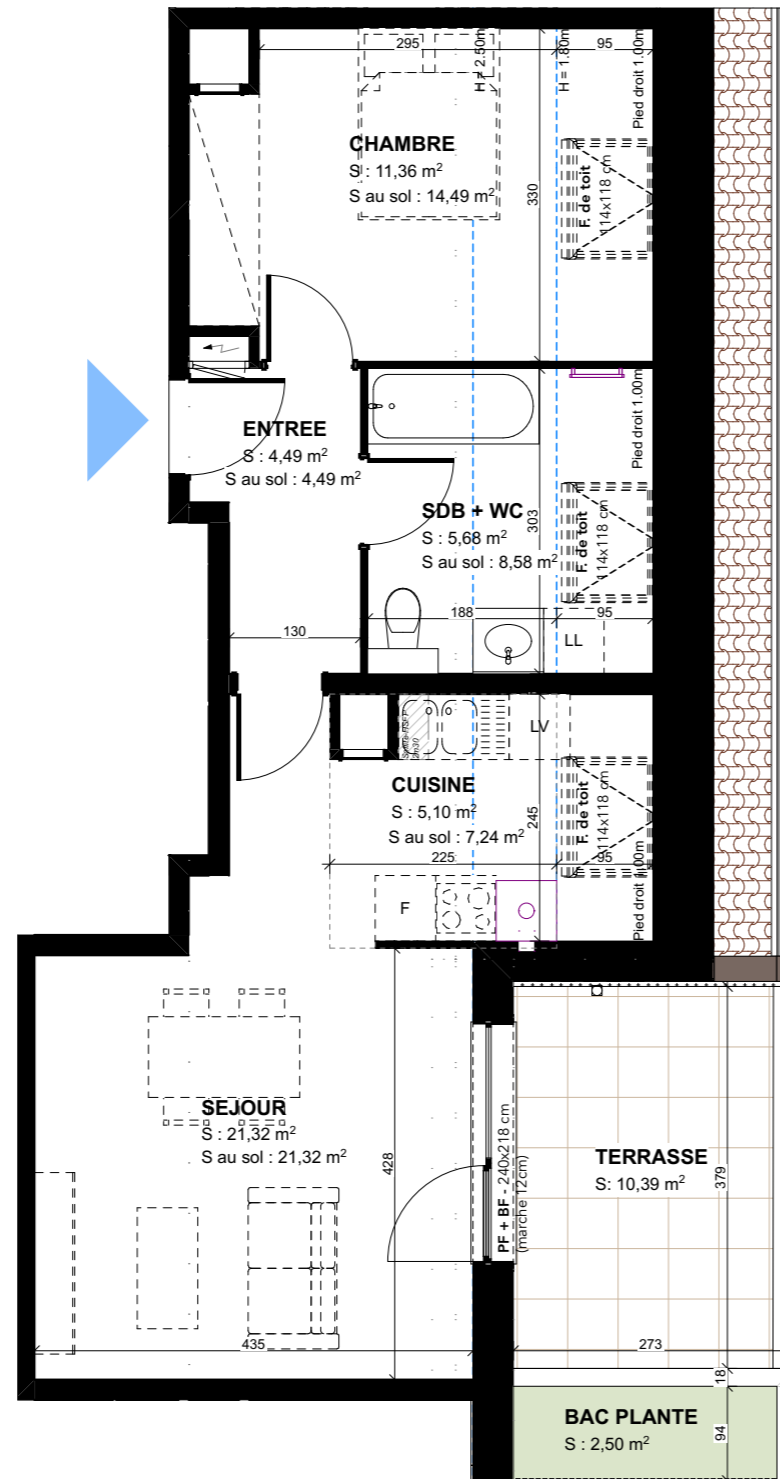 295
95
H = 2.50m
H = 1.80m
Pied droit 1.00m
CHAMBRE
S : 11,36 m²
S au sol : 14,49 m²
F. de toit
114x118 cm
330
ENTREE
S : 4,49 m²
S au sol : 4,49 m²
Pied droit 1.00m
SDB + WC
S : 5,68 m²
S au sol : 8,58 m²
303
F. de toit
114x118 cm
188
95
130
LL
LV
CUISINE
S : 5,10 m²
S au sol : 7,24 m²
245
F. de toit
114x118 cm
225
95
Pied droit 1.00m
F
SEJOUR
S : 21,32 m²
S au sol : 21,32 m²
428
PF + BF - 240x218 cm
(marche 12cm)
TERRASSE
S: 10,39 m²
379
435
273
18
BAC PLANTE
S : 2,50 m²
94